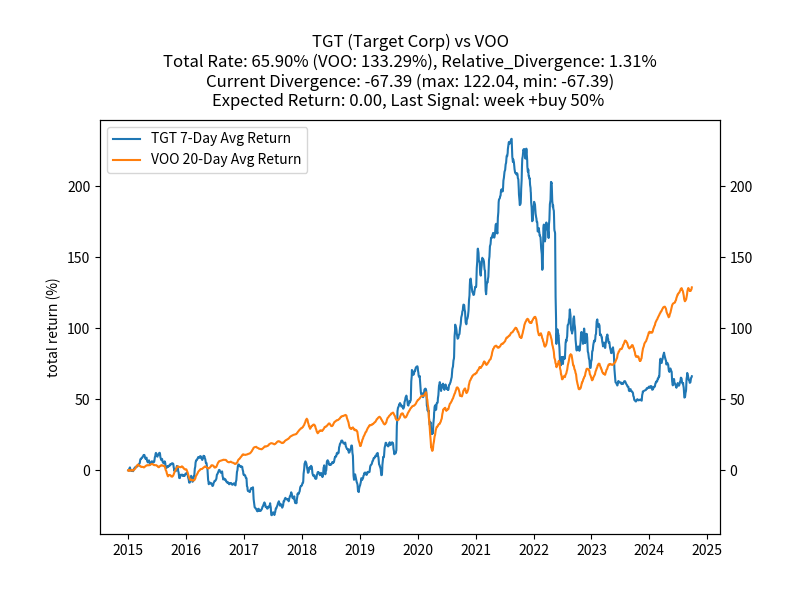 TGT (Target Corp) vs VOO
Total Rate: 65.90% (VOO: 133.29%), Relative_Divergence: 1.31%
Current Divergence: -67.39 (max: 122.04, min: -67.39)
Expected Return: 0.00, Last Signal: week +buy 50%
TGT 7-Day Avg Return
VOO 20-Day Avg Return
total return (%)
200
150
100
50
0
200
150
100
50
0
2015 2016 2017 2018 2019 2020 2021 2022 2023 2024 2025